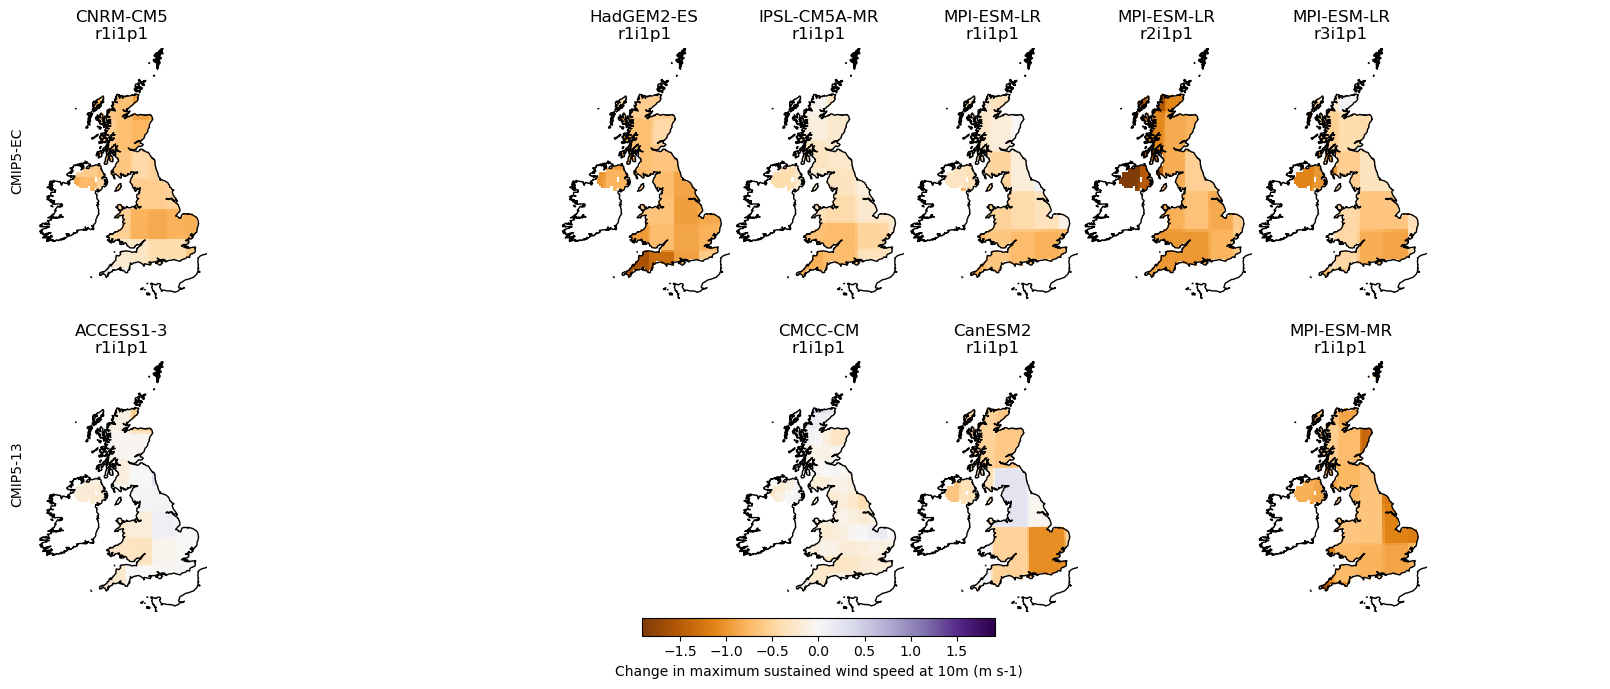 CNRM-CM5
r1i1p1
HadGEM2-ES
r1i1p1
IPSL-CM5A-MR
r1i1p1
MPI-ESM-LR
r1i1p1
MPI-ESM-LR
r2i1p1
MPI-ESM-LR
r3i1p1
CMIP5-EC
ACCESS1-3
r1i1p1
CMCC-CM
r1i1p1
CanESM2
r1i1p1
MPI-ESM-MR
r1i1p1
CMIP5-13
−1.5 −1.0 −0.5 0.0 0.5 1.0 1.5
Change in maximum sustained wind speed at 10m (m s-1)